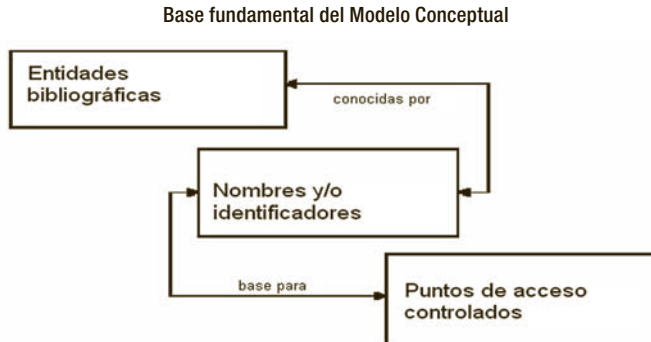 Base fundamental del Modelo Conceptual
Entidades
bibliográficas
conocidas por
Nombres y/o
identificadores
base para
Puntos de acceso
controlados